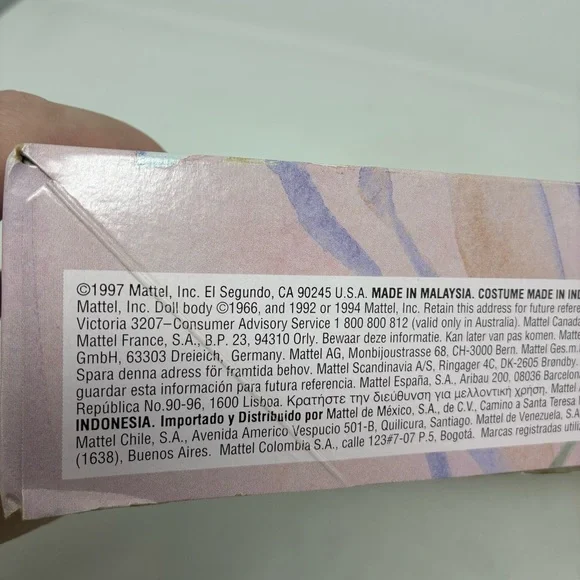 ©1997 Mattel, Inc. El Segundo, CA 90245 U.S.A. MADE IN MALAYSIA. COSTUME MADE IN
Mattel, Inc. Doll body ©1966, and 1992 or 1994 Mattel, Inc. Retain this address for future
Victoria 3207–Consumer Advisory Service 1 800 800 812 (valid only in Australia). Mattel Canada
Mattel France, S.A., B.P. 23, 94310 Orly. Bewaar deze informatie. Kan later van pas komen.
GmbH, 63303 Dreieich, Germany. Mattel AG, Monbijoustrasse 68, CH-3000 Bern. Mattel Ges.m.
Spara denna adress för framtida behov. Mattel Scandinavia A/S, Ringager 4C, DK-2605 Brøndby.
guardar esta información para futura referencia. Mattel España, S.A., Aribau 200, 08036 Barcelona.
República No.90-96, 1600 Lisboa. Κρατήστε την διεύθυνση για μελλοντική χρήση. Mattel
INDONESIA. Importado y Distribuido por Mattel de México, S.A., de C.V., Camino a Santa Teresa
Mattel Chile, S.A., Avenida Americo Vespucio 501-B, Quilicura, Santiago. Mattel de Venezuela, S.A.
(1638), Buenos Aires. Mattel Colombia S.A., calle 123#7-07 P.5, Bogotá. Marcas registradas